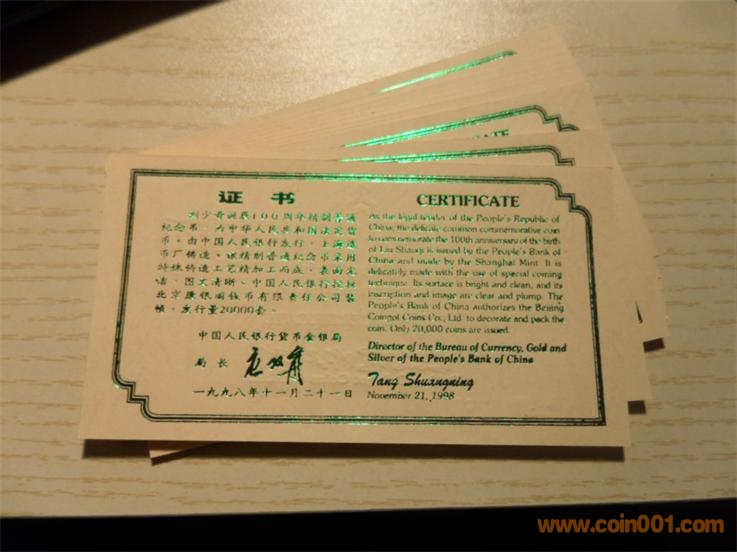 证 书
刘少奇诞辰100周年精制普通
纪念币，为中华人民共和国法定货
币。由中国人民银行发行，上海造
币厂铸造。该精制普通纪念币采用
特殊铸造工艺精加工而成，表面光
洁、图文清晰。中国人民银行授权
北京康银阁钱币有限责任公司装
帧，发行量20000套。
中国人民银行货币金银局
局 长
一九九八年十一月二十一日
CERTIFICATE
As the legal tender of the People's Republic of
China, the delicate common commemorative coin
to commemorate the 100th anniversary of the birth
of Liu Shaoqi is issued by the People's Bank of
China and made by the Shanghai Mint. It is
delicately made with the use of special coining
technique. Its surface is bright and clean, and its
inscription and image are clear and plump. The
People's Bank of China authorizes the Beijing
Coingot Coins Co., Ltd. to decorate and pack the
coin. Only 20,000 coins are issued.
Director of the Bureau of Currency, Gold and
Silver of the People's Bank of China
Tang Shuangning
November 21, 1998
www.coin001.com